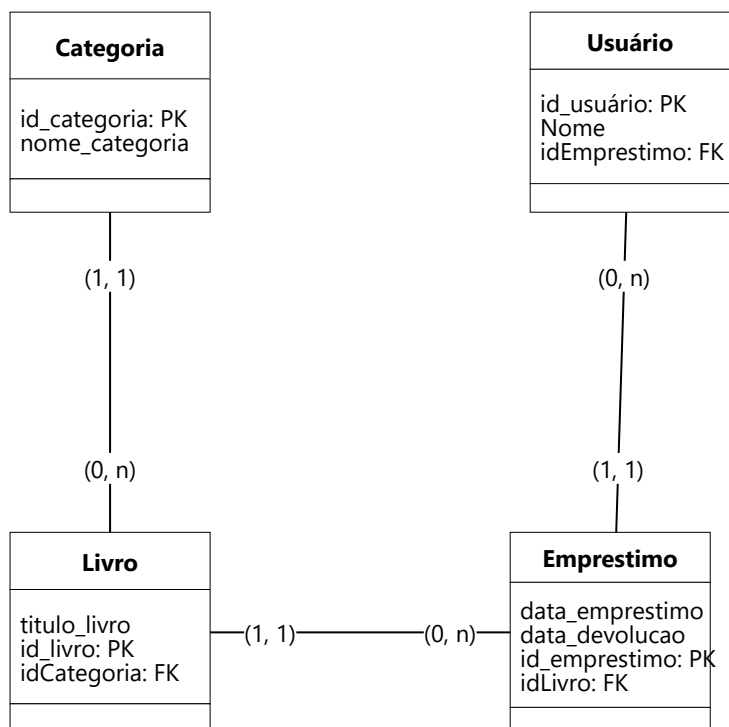 Categoria
id_categoria: PK
nome_categoria
Usuário
id_usuário: PK
Nome
idEmprestimo: FK
(1, 1)
(0, n)
(0, n)
(1, 1)
Livro
titulo_livro
id_livro: PK
idCategoria: FK
(1, 1)
(0, n)
Emprestimo
data_emprestimo
data_devolucao
id_emprestimo: PK
idLivro: FK